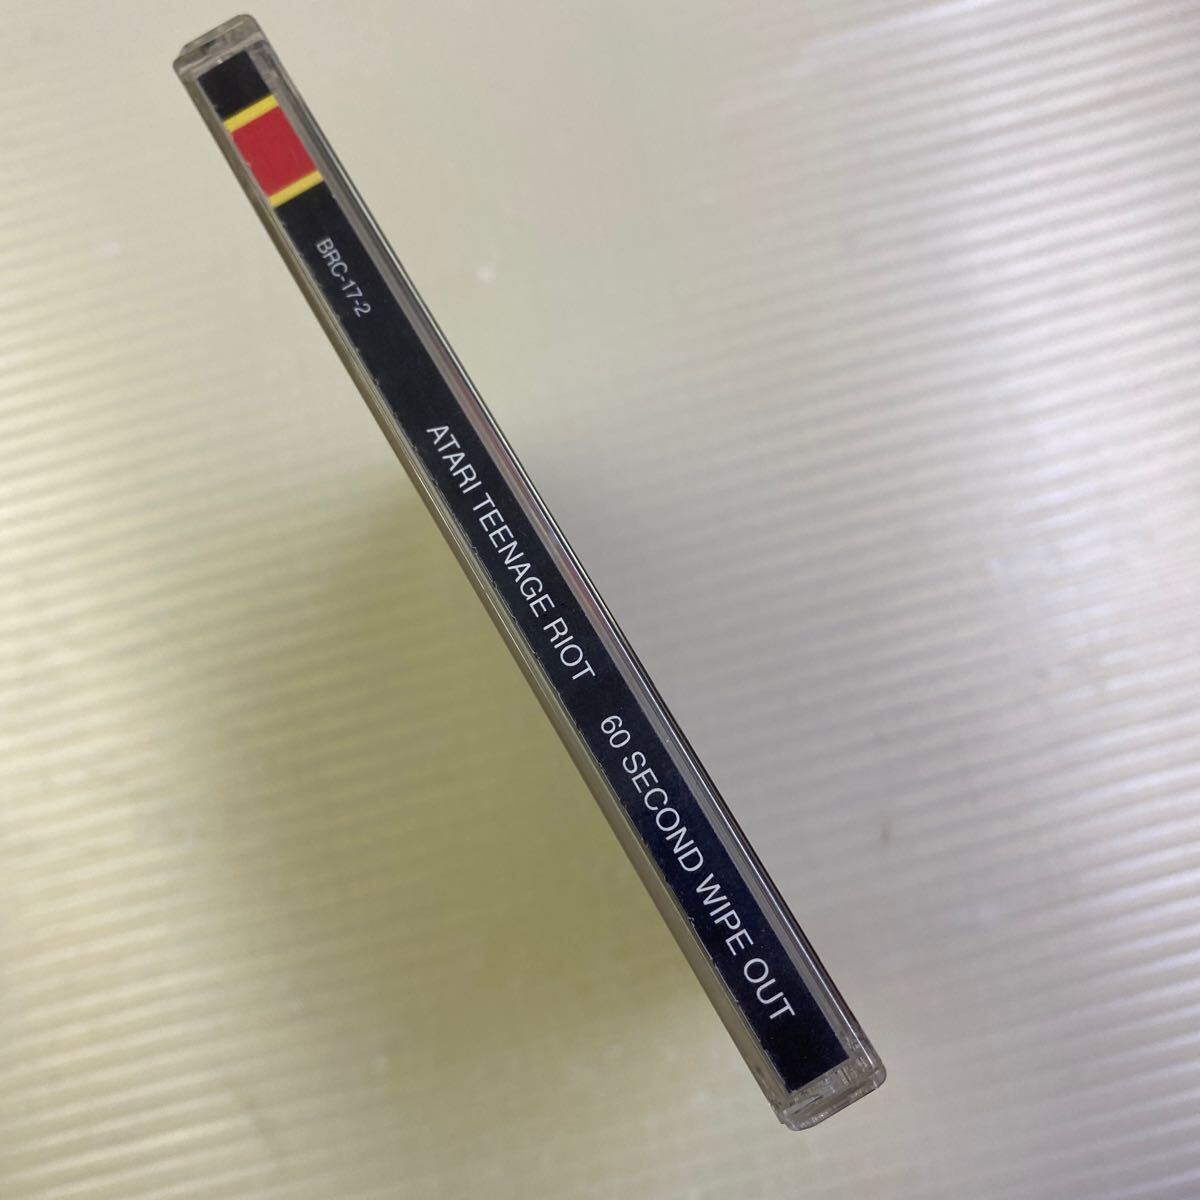 BRC-17-2 ATARI TEENAGE RIOT 60 SECOND WIPE OUT